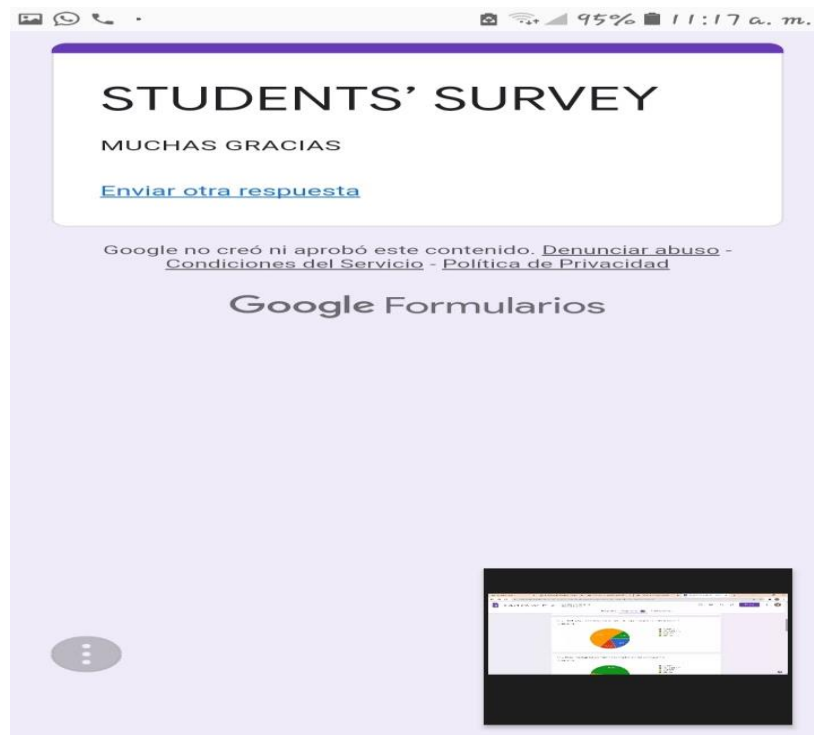 95% 11:17 a. m.
STUDENTS' SURVEY
MUCHAS GRACIAS
Enviar otra respuesta
Google no creó ni aprobó este contenido. Denunciar abuso -
Condiciones del Servicio - Política de Privacidad
Google Formularios